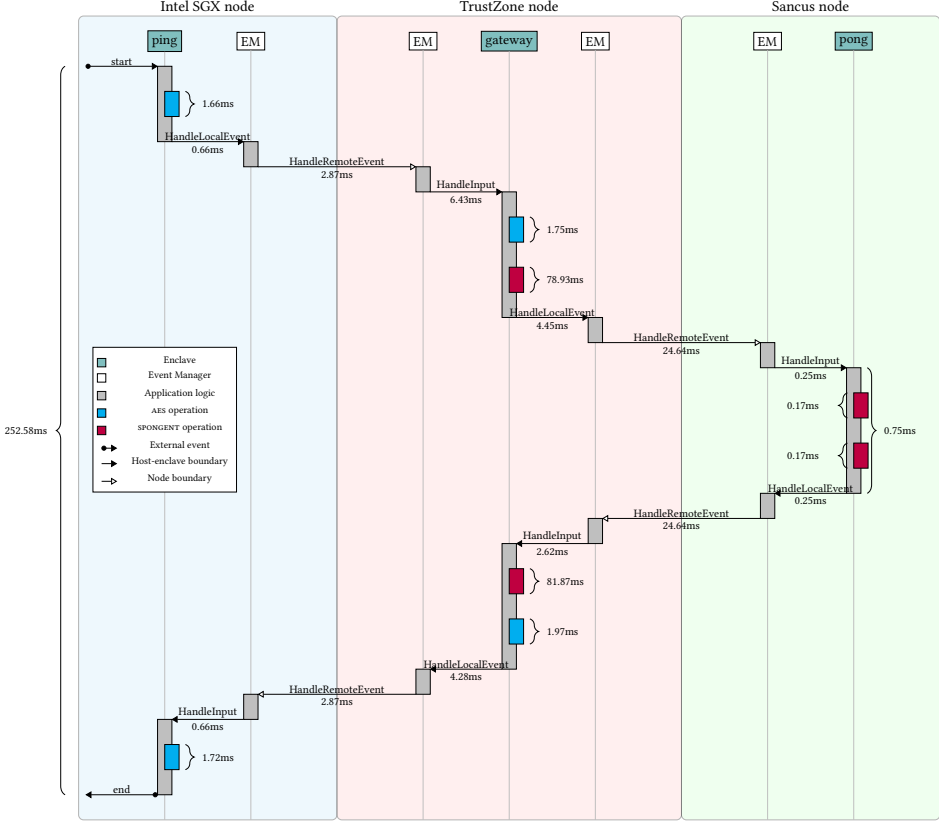 Intel SGX node
TrustZone node
Sancus node
ping
EM
EM
gateway
EM
EM
pong
start
1.66ms
HandleLocalEvent
0.66ms
HandleRemoteEvent
2.87ms
HandleInput
6.43ms
1.75ms
78.93ms
HandleLocalEvent
4.45ms
HandleRemoteEvent
24.64ms
HandleInput
0.25ms
Enclave
Event Manager
Application logic
AES operation
SPONGENT operation
External event
Host-enclave boundary
Node boundary
252.58ms
0.17ms
0.75ms
0.17ms
HandleLocalEvent
0.25ms
HandleRemoteEvent
24.64ms
HandleInput
2.62ms
81.87ms
1.97ms
HandleLocalEvent
4.28ms
HandleRemoteEvent
2.87ms
HandleInput
0.66ms
1.72ms
end